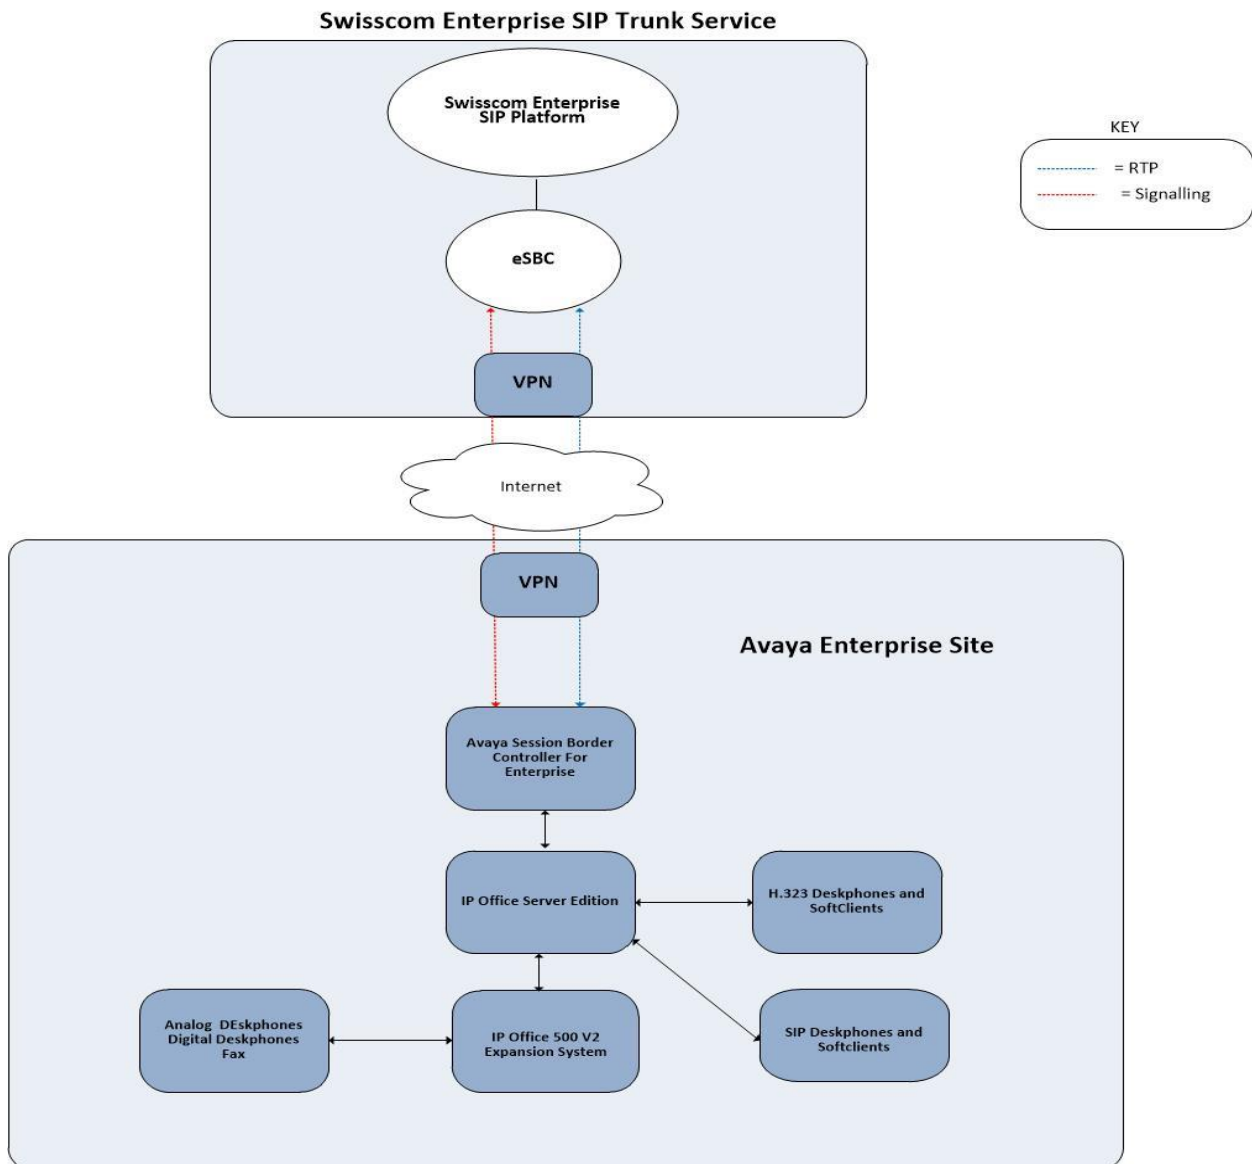 Swisscom Enterprise SIP Trunk Service
Swisscom Enterprise
SIP Platform
KEY
= RTP
= Signalling
eSBC
VPN
Internet
VPN
Avaya Enterprise Site
Avaya Session Border
Controller For
Enterprise
IP Office Server Edition
H.323 Deskphones and
SoftClients
Analog DEskphones
Digital Deskphones
Fax
IP Office 500 V2
Expansion System
SIP Deskphones and
Softclients